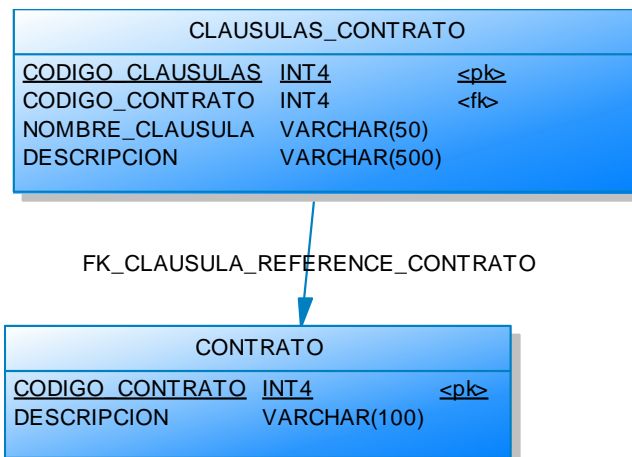 CLAUSULAS_CONTRATO
CODIGO_CLAUSULAS INT4 <pk>
CODIGO_CONTRATO INT4 <fk>
NOMBRE_CLAUSULA VARCHAR(50)
DESCRIPCION VARCHAR(500)
FK_CLAUSULA_REFERENCE_CONTRATO
CONTRATO
CODIGO_CONTRATO INT4 <pk>
DESCRIPCION VARCHAR(100)